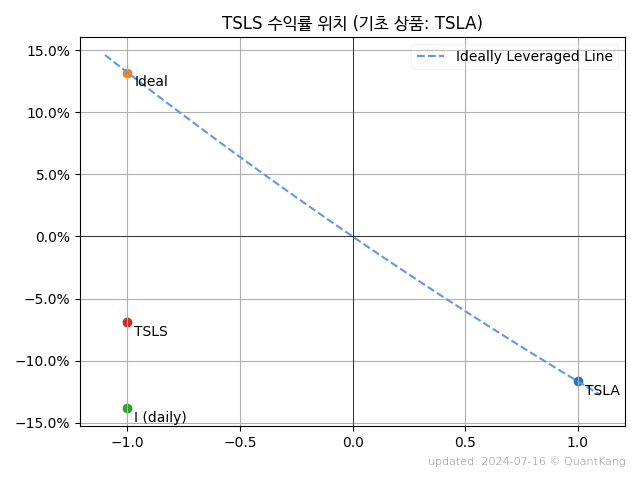 TSLS 수익률 위치 (기초 상품: TSLA)
15.0%
10.0%
5.0%
0.0%
−5.0%
−10.0%
−15.0%
Ideally Leveraged Line
Ideal
TSLS
TSLA
I (daily)
−1.0
−0.5
0.0
0.5
1.0
updated: 2024-07-16 © QuantKang